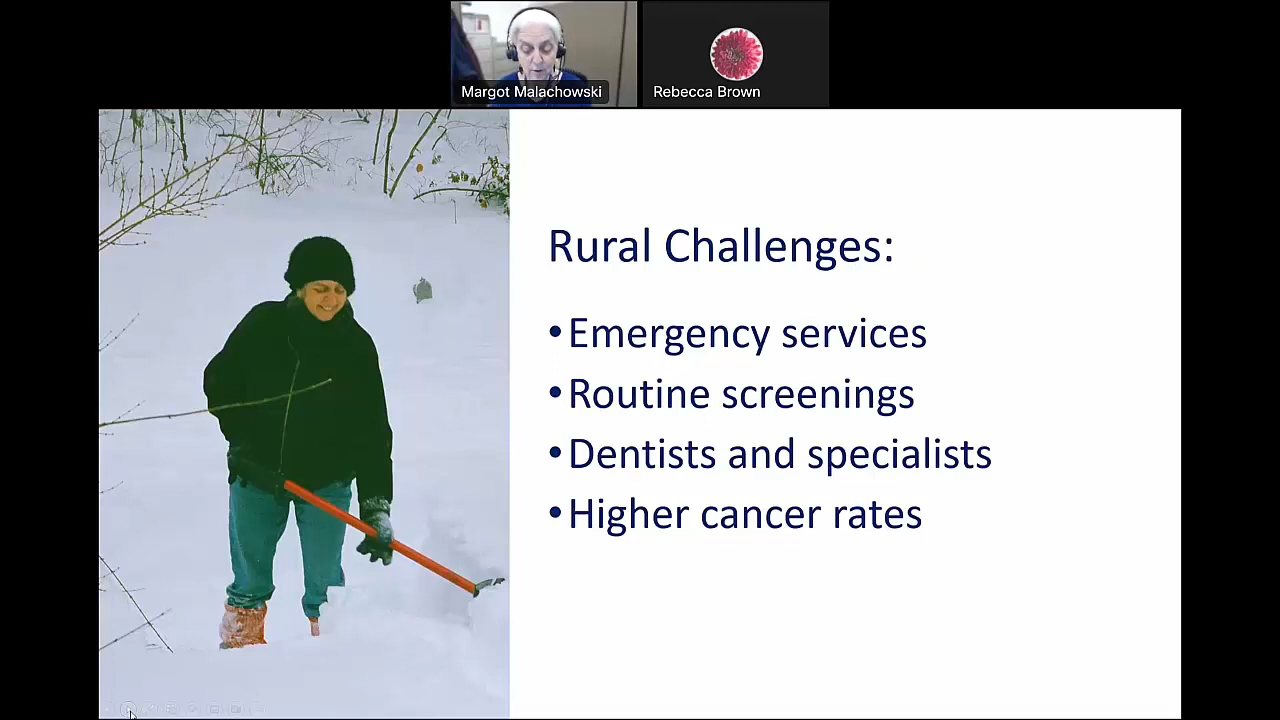 Margot Malachowski
Rebecca Brown
Rural Challenges:
•Emergency services
•Routine screenings
•Dentists and specialists
•Higher cancer rates